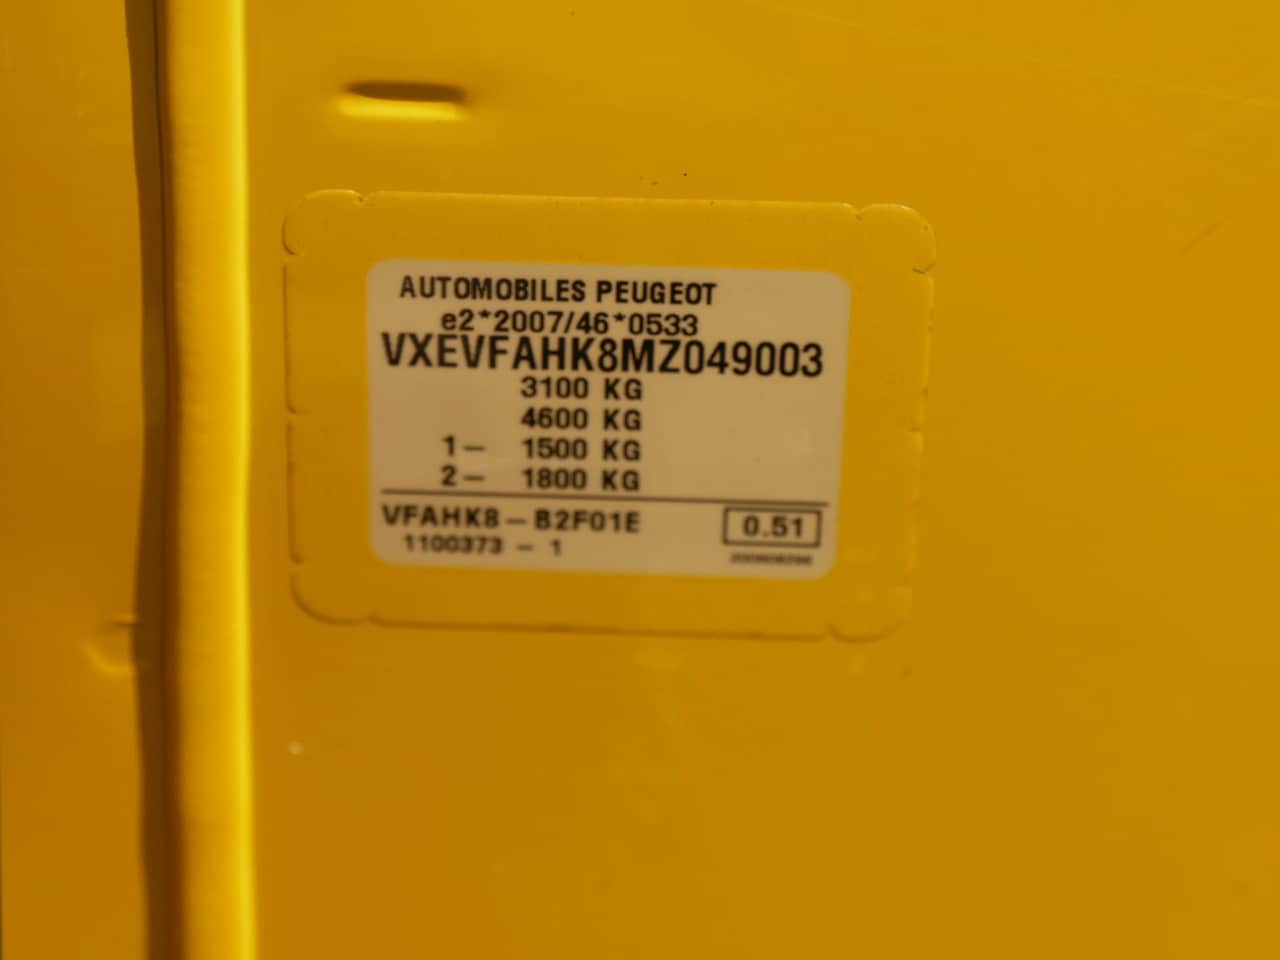 AUTOMOBILES PEUGEOT
e2*2007/46*0533
VXEVFAHK8MZ049003
3100 KG
4600 KG
1– 1500 KG
2– 1800 KG
VFAHK8–B2F01E
0.51
1100373 – 1